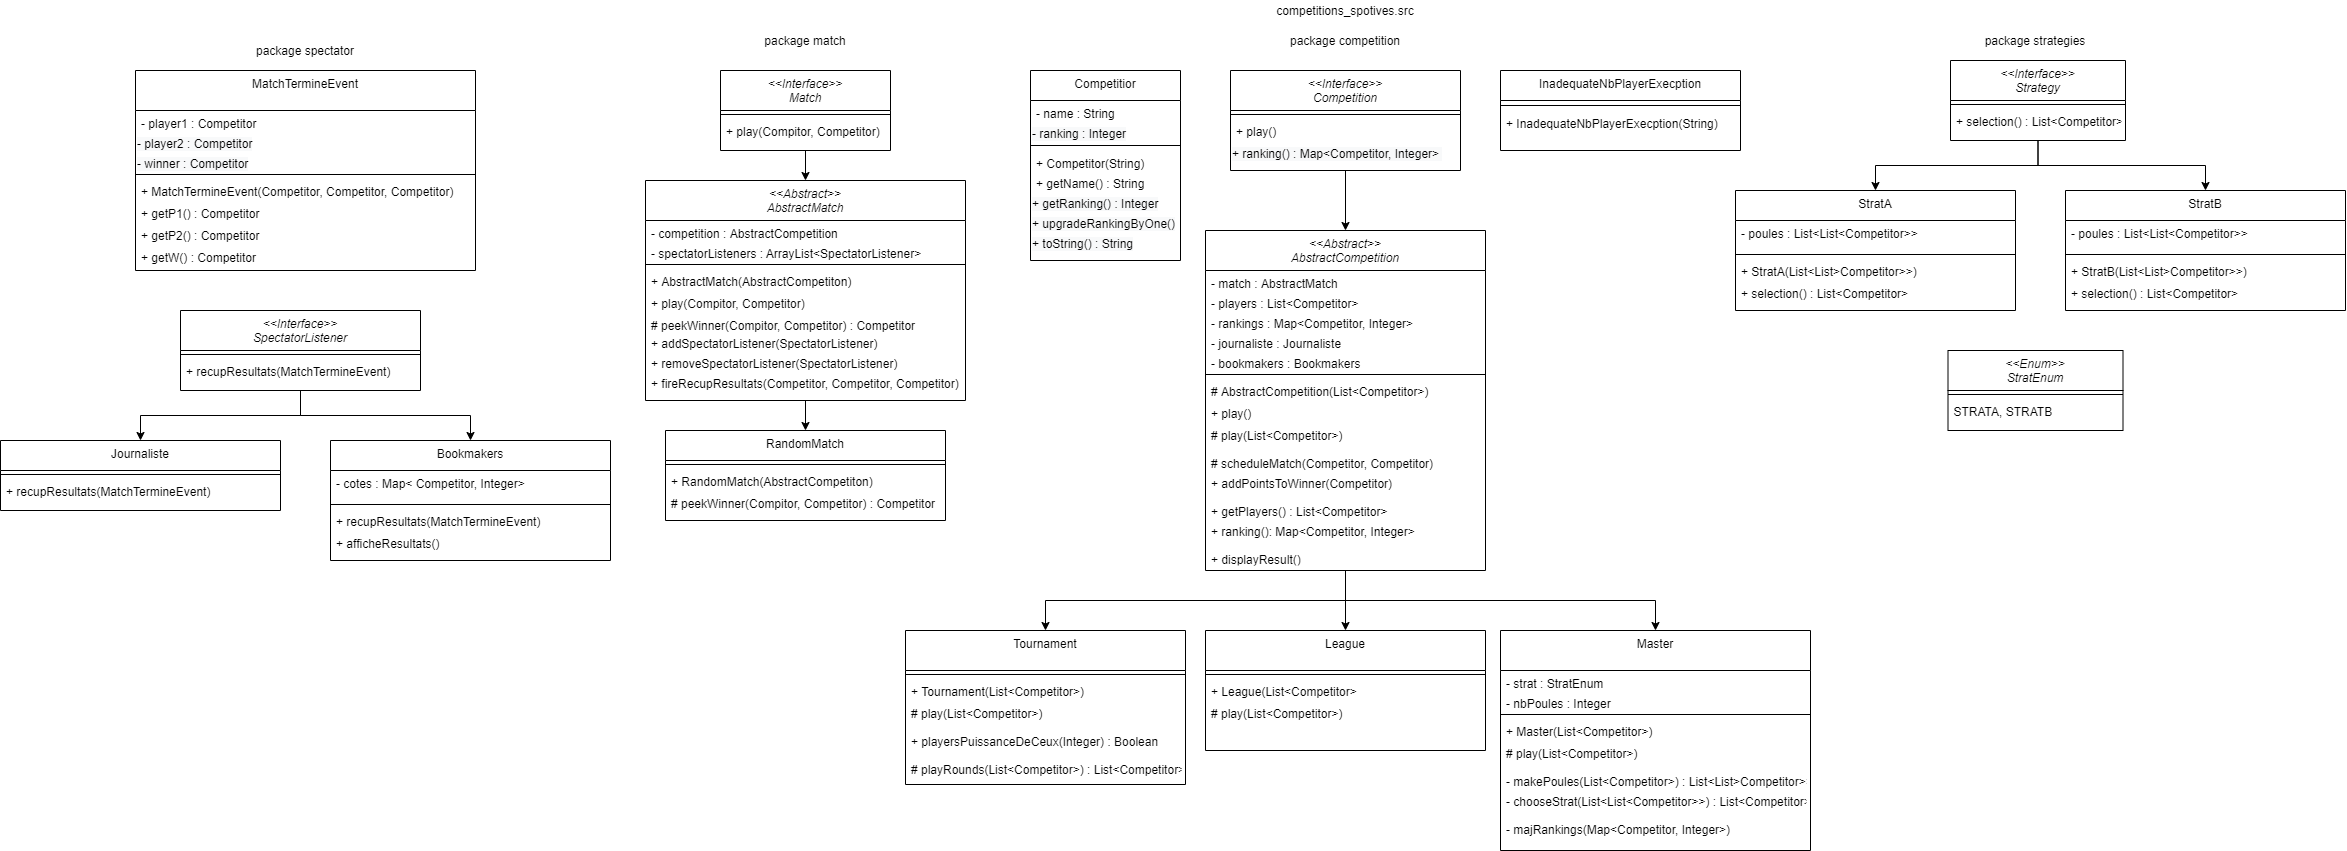 competitions_spotives.src
package spectator
MatchTermineEvent
- player1 : Competitor
- player2 : Competitor
- winner : Competitor
+ MatchTermineEvent(Competitor, Competitor, Competitor)
+ getP1() : Competitor
+ getP2() : Competitor
+ getW() : Competitor
<<Interface>>
SpectatorListener
+ recupResultats(MatchTermineEvent)
Journaliste
+ recupResultats(MatchTermineEvent)
Bookmakers
- cotes : Map< Competitor, Integer>
+ recupResultats(MatchTermineEvent)
+ afficheResultats()
package match
<<Interface>>
Match
+ play(Compitor, Competitor)
<<Abstract>>
AbstractMatch
- competition : AbstractCompetition
- spectatorListeners : ArrayList<SpectatorListener>
+ AbstractMatch(AbstractCompetiton)
+ play(Compitor, Competitor)
# peekWinner(Compitor, Competitor) : Competitor
+ addSpectatorListener(SpectatorListener)
+ removeSpectatorListener(SpectatorListener)
+ fireRecupResultats(Competitor, Competitor, Competitor)
RandomMatch
+ RandomMatch(AbstractCompetiton)
# peekWinner(Compitor, Competitor) : Competitor
package competition
Competitior
- name : String
- ranking : Integer
+ Competitor(String)
+ getName() : String
+ getRanking() : Integer
+ upgradeRankingByOne()
+ toString() : String
<<Interface>>
Competition
+ play()
+ ranking() : Map<Competitor, Integer>
InadequateNbPlayerExecption
+ InadequateNbPlayerExecption(String)
<<Abstract>>
AbstractCompetition
- match : AbstractMatch
- players : List<Competitor>
- rankings : Map<Competitor, Integer>
- journaliste : Journaliste
- bookmakers : Bookmakers
# AbstractCompetition(List<Competitor>)
+ play()
# play(List<Competitor>)
# scheduleMatch(Competitor, Competitor)
+ addPointsToWinner(Competitor)
+ getPlayers() : List<Competitor>
+ ranking(): Map<Competitor, Integer>
+ displayResult()
Tournament
+ Tournament(List<Competitor>)
# play(List<Competitor>)
+ playersPuissanceDeCeux(Integer) : Boolean
# playRounds(List<Competitor>) : List<Competitor>
League
+ League(List<Competitor>
# play(List<Competitor>)
Master
- strat : StratEnum
- nbPoules : Integer
+ Master(List<Competitor>)
# play(List<Competitor>)
- makePoules(List<Competitor>) : List<List>Competitor>
- chooseStrat(List<List<Competitor>>) : List<Competitor>
- majRankings(Map<Competitor, Integer>)
package strategies
<<Interface>>
Strategy
+ selection() : List<Competitor>
StratA
- poules : List<List<Competitor>>
+ StratA(List<List>Competitor>>)
+ selection() : List<Competitor>
StratB
- poules : List<List<Competitor>>
+ StratB(List<List>Competitor>>)
+ selection() : List<Competitor>
<<Enum>>
StratEnum
STRATA, STRATB